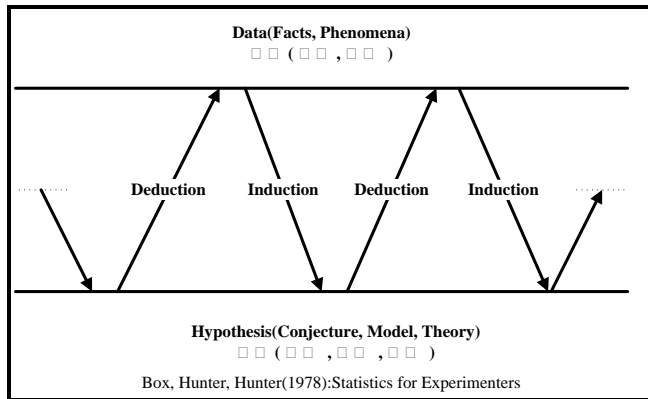 Data(Facts, Phenomena)
□□(□□,□□)
Deduction Induction Deduction Induction
Hypothesis(Conjecture, Model, Theory)
□□(□□,□□,□□)
Box, Hunter, Hunter(1978):Statistics for Experimenters